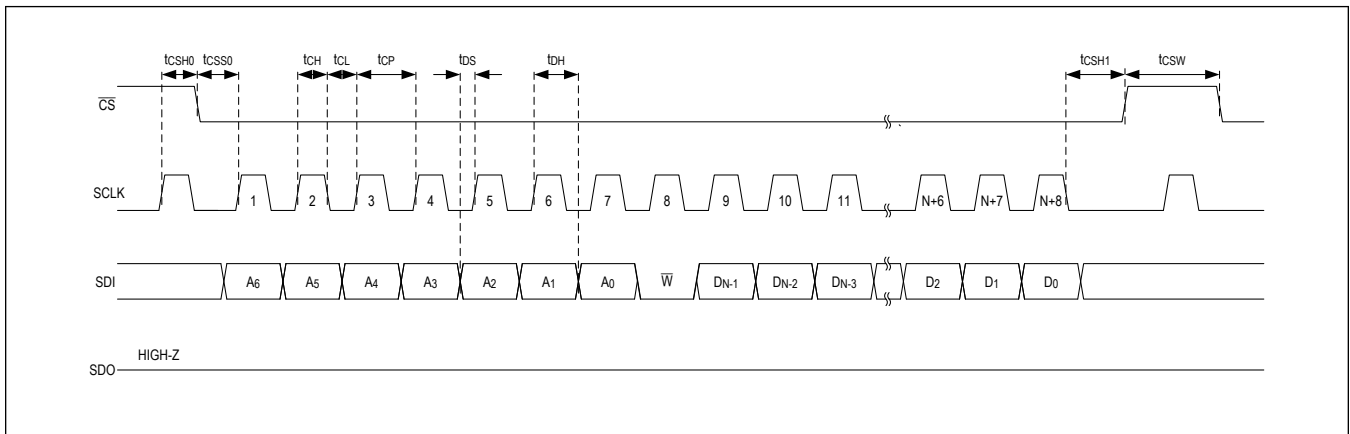 tCSH0 tCSS0 tCH tCL tCP tDS tDH tCSH1 tCSW
CS
SCLK 1 2 3 4 5 6 7 8 9 10 11 N+6 N+7 N+8
SDI A6 A5 A4 A3 A2 A1 A0 W DN-1 DN-2 DN-3 D2 D1 D0
HIGH-Z
SDO